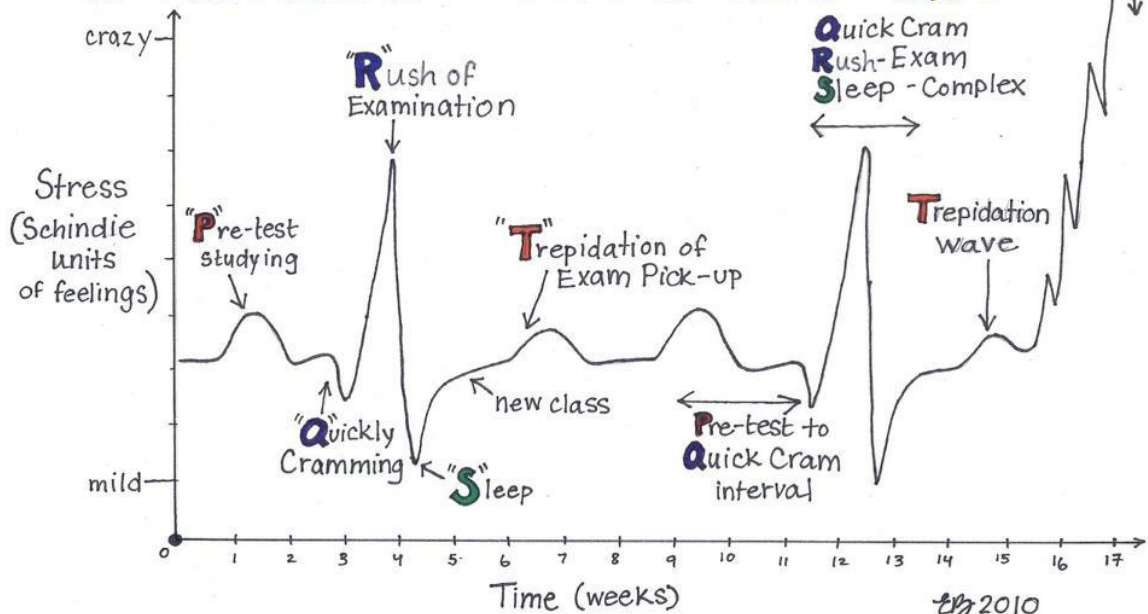 crazy
"R"ush of
Examination
Quick Cram
Rush-Exam
Sleep-Complex
Stress
(Schindie
units
of feelings)
"P"re-test
studying
"T"repidation of
Exam Pick-up
Trepidation
wave
"Q"uickly
Cramming
"S"leep
new class
Pre-test to
Quick Cram
interval
mild
0 1 2 3 4 5 6 7 8 9 10 11 12 13 14 15 16 17
Time (weeks)
2010